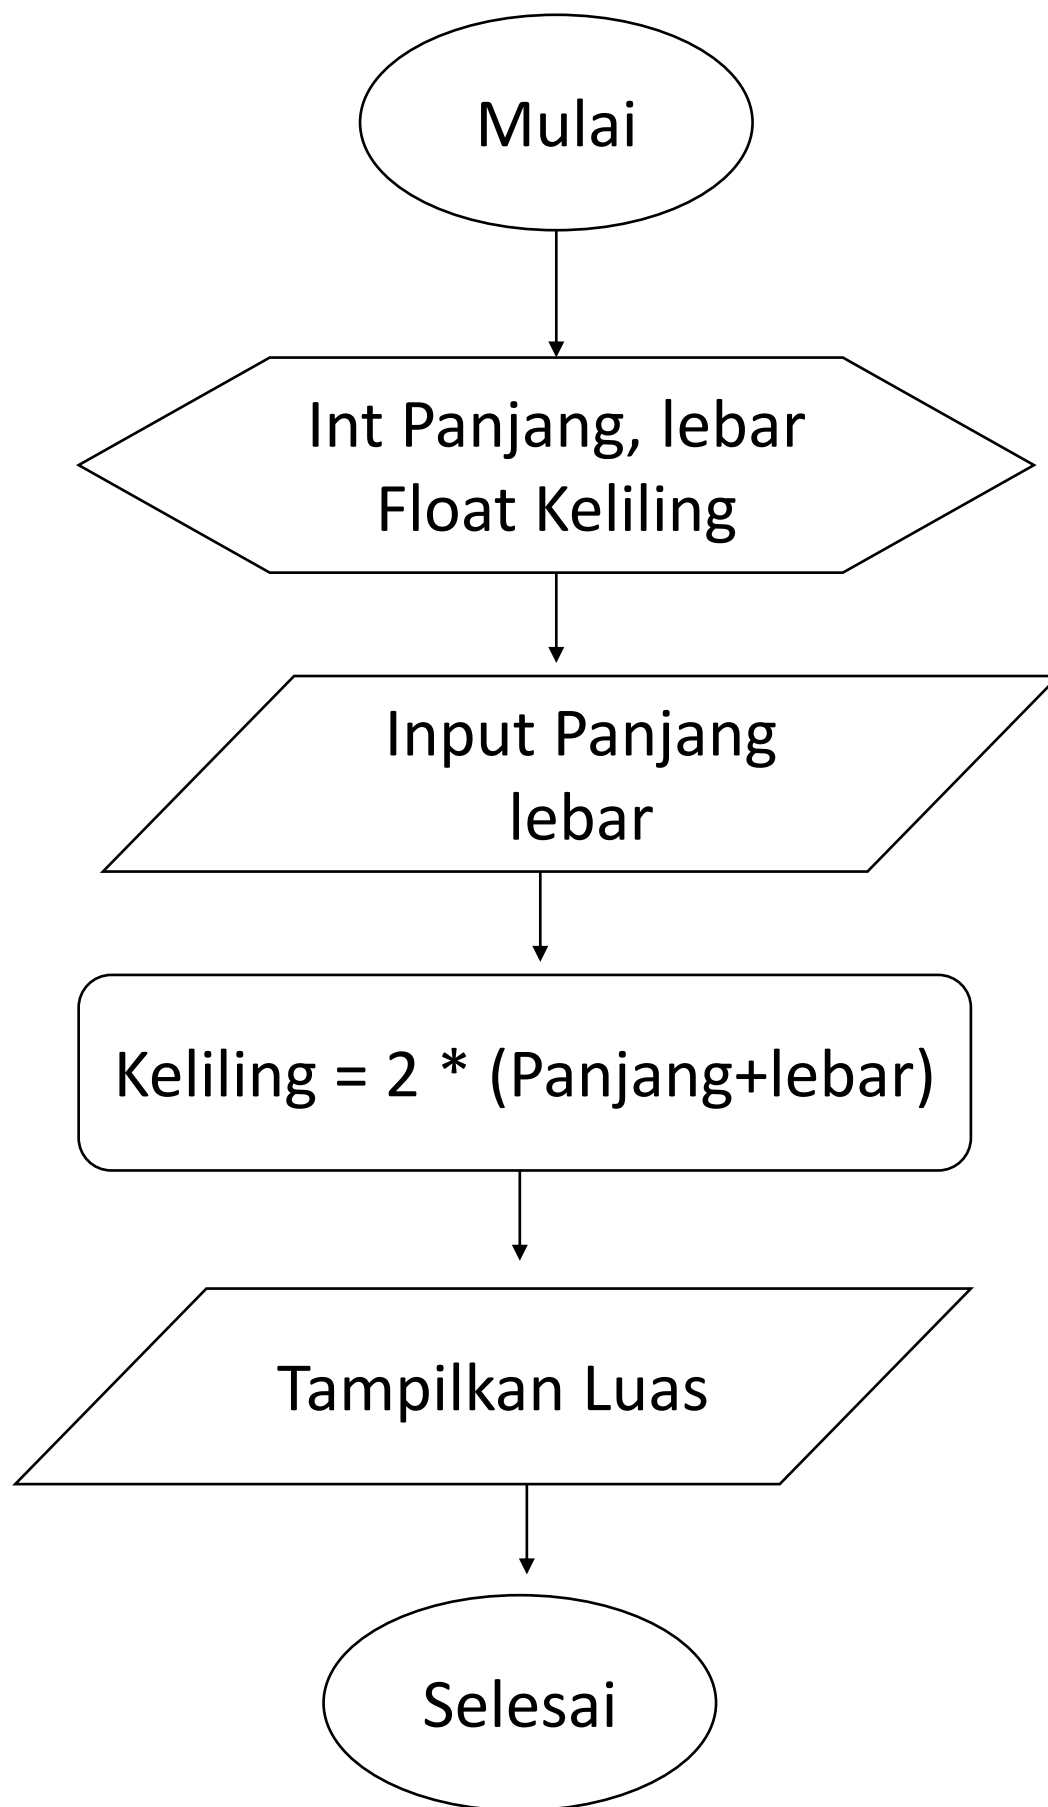 Mulai
Int Panjang, lebar
Float Keliling
Input Panjang
lebar
Keliling = 2 * (Panjang+lebar)
Tampilkan Luas
Selesai